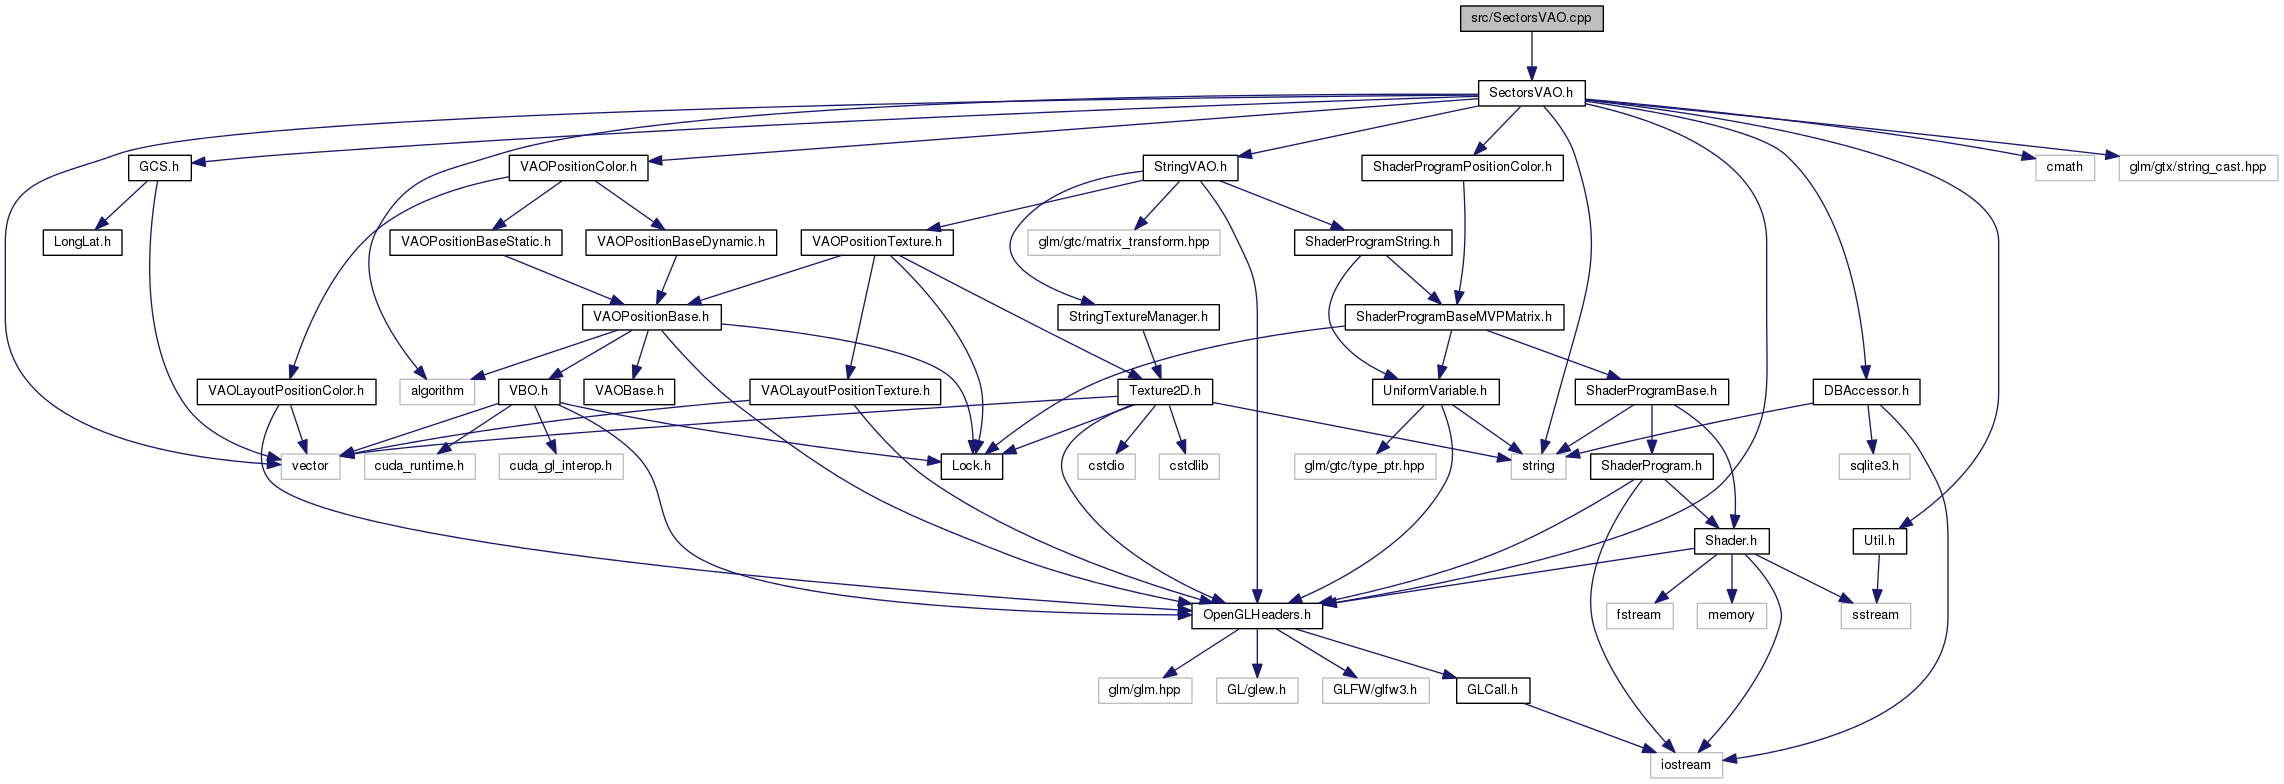 src/SectorsVAO.cpp
SectorsVAO.h
GCS.h
VAOPositionColor.h
StringVAO.h
ShaderProgramPositionColor.h
cmath
glm/gtx/string_cast.hpp
LongLat.h
VAOPositionBaseStatic.h
VAOPositionBaseDynamic.h
VAOPositionTexture.h
glm/gtc/matrix_transform.hpp
ShaderProgramString.h
VAOPositionBase.h
StringTextureManager.h
ShaderProgramBaseMVPMatrix.h
VAOLayoutPositionColor.h
algorithm
VBO.h
VAOBase.h
VAOLayoutPositionTexture.h
Texture2D.h
UniformVariable.h
ShaderProgramBase.h
DBAccessor.h
vector
cuda_runtime.h
cuda_gl_interop.h
Lock.h
cstdio
cstdlib
glm/gtc/type_ptr.hpp
string
ShaderProgram.h
sqlite3.h
Shader.h
Util.h
OpenGLHeaders.h
fstream
memory
sstream
glm/glm.hpp
GL/glew.h
GLFW/glfw3.h
GLCall.h
iostream